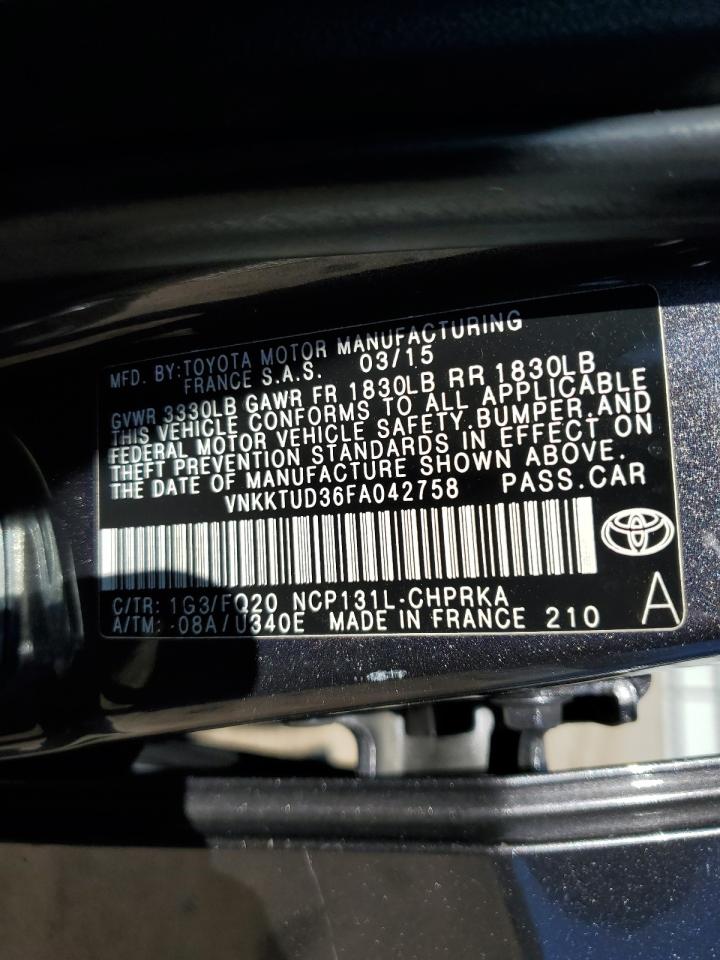 MFD. BY:TOYOTA MOTOR MANUFACTURING
FRANCE S.A.S. 03/15
GVWR 3330LB GAWR FR 1830LB RR 1830LB
THIS VEHICLE CONFORMS TO ALL APPLICABLE
FEDERAL MOTOR VEHICLE SAFETY,BUMPER,AND
THEFT PREVENTION STANDARDS IN EFFECT ON
THE DATE OF MANUFACTURE SHOWN ABOVE.
VNKKTUD36FA042758 PASS.CAR
C/TR: 1G3/FQ20 NCP131L-CHPRKA
A/TM: -08A/U340E MADE IN FRANCE 210 A